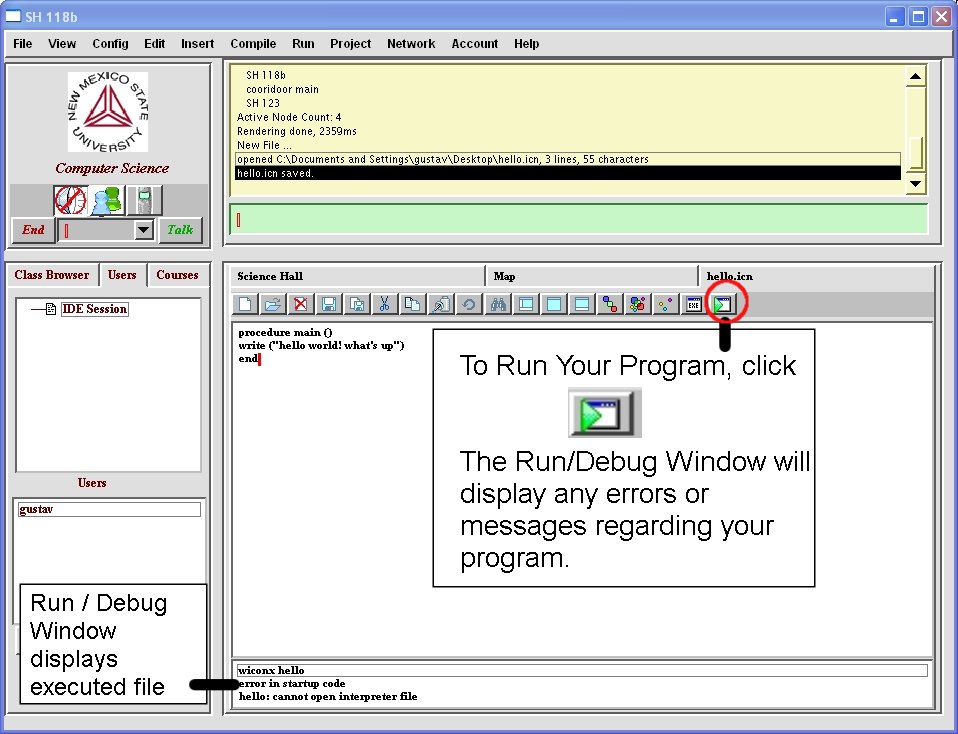 SH 118b
File View Config Edit Insert Compile Run Project Network Account Help
NEW MEXICO STATE UNIVERSITY
Computer Science
End Talk
SH 118b
cooridoor main
SH 123
Active Node Count: 4
Rendering done, 2359ms
New File ...
opened C:\Documents and Settings\gustav\Desktop\hello.icn, 3 lines, 55 characters
hello.icn saved.
Class Browser Users Courses
IDE Session
Users
gustav
Science Hall Map hello.icn
EXE
procedure main ()
write ("hello world! what's up")
end
To Run Your Program, click
The Run/Debug Window will
display any errors or
messages regarding your
program.
Run / Debug
Window
displays
executed file
wiconx hello
error in startup code
hello: cannot open interpreter file